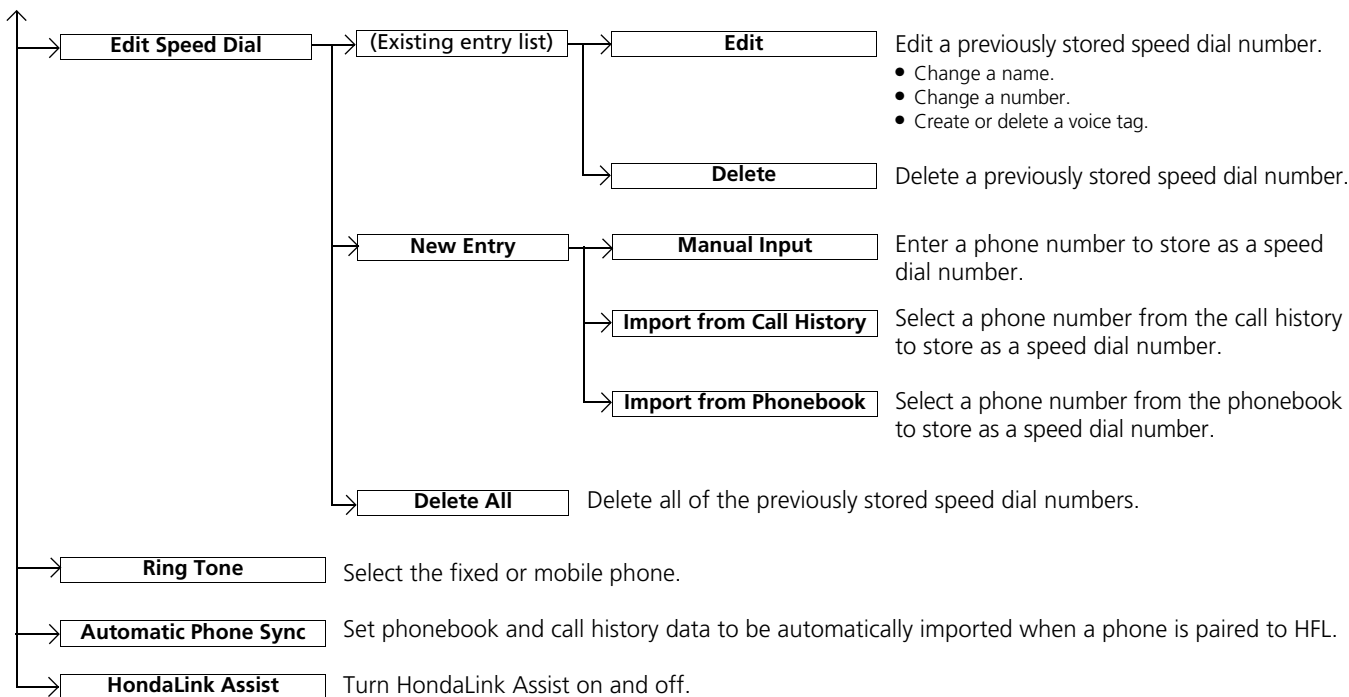 Edit Speed Dial
(Existing entry list)
Edit
Edit a previously stored speed dial number.
• Change a name.
• Change a number.
• Create or delete a voice tag.
Delete
Delete a previously stored speed dial number.
New Entry
Manual Input
Enter a phone number to store as a speed
dial number.
Import from Call History
Select a phone number from the call history
to store as a speed dial number.
Import from Phonebook
Select a phone number from the phonebook
to store as a speed dial number.
Delete All
Delete all of the previously stored speed dial numbers.
Ring Tone
Select the fixed or mobile phone.
Automatic Phone Sync
Set phonebook and call history data to be automatically imported when a phone is paired to HFL.
HondaLink Assist
Turn HondaLink Assist on and off.